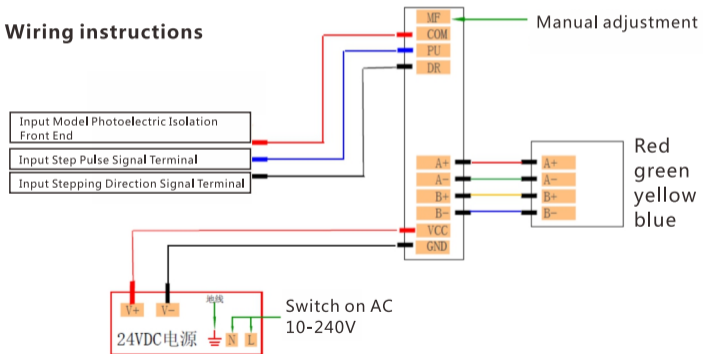 Wiring instructions
MF
Manual adjustment
COM
PU
DR
Input Model Photoelectric Isolation
Front End
Input Step Pulse Signal Terminal
Input Stepping Direction Signal Terminal
A+
A-
B+
B-
A+
A-
B+
B-
Red
green
yellow
blue
VCC
GND
V+
V-
地线
24VDC电源
N
L
Switch on AC
10-240V